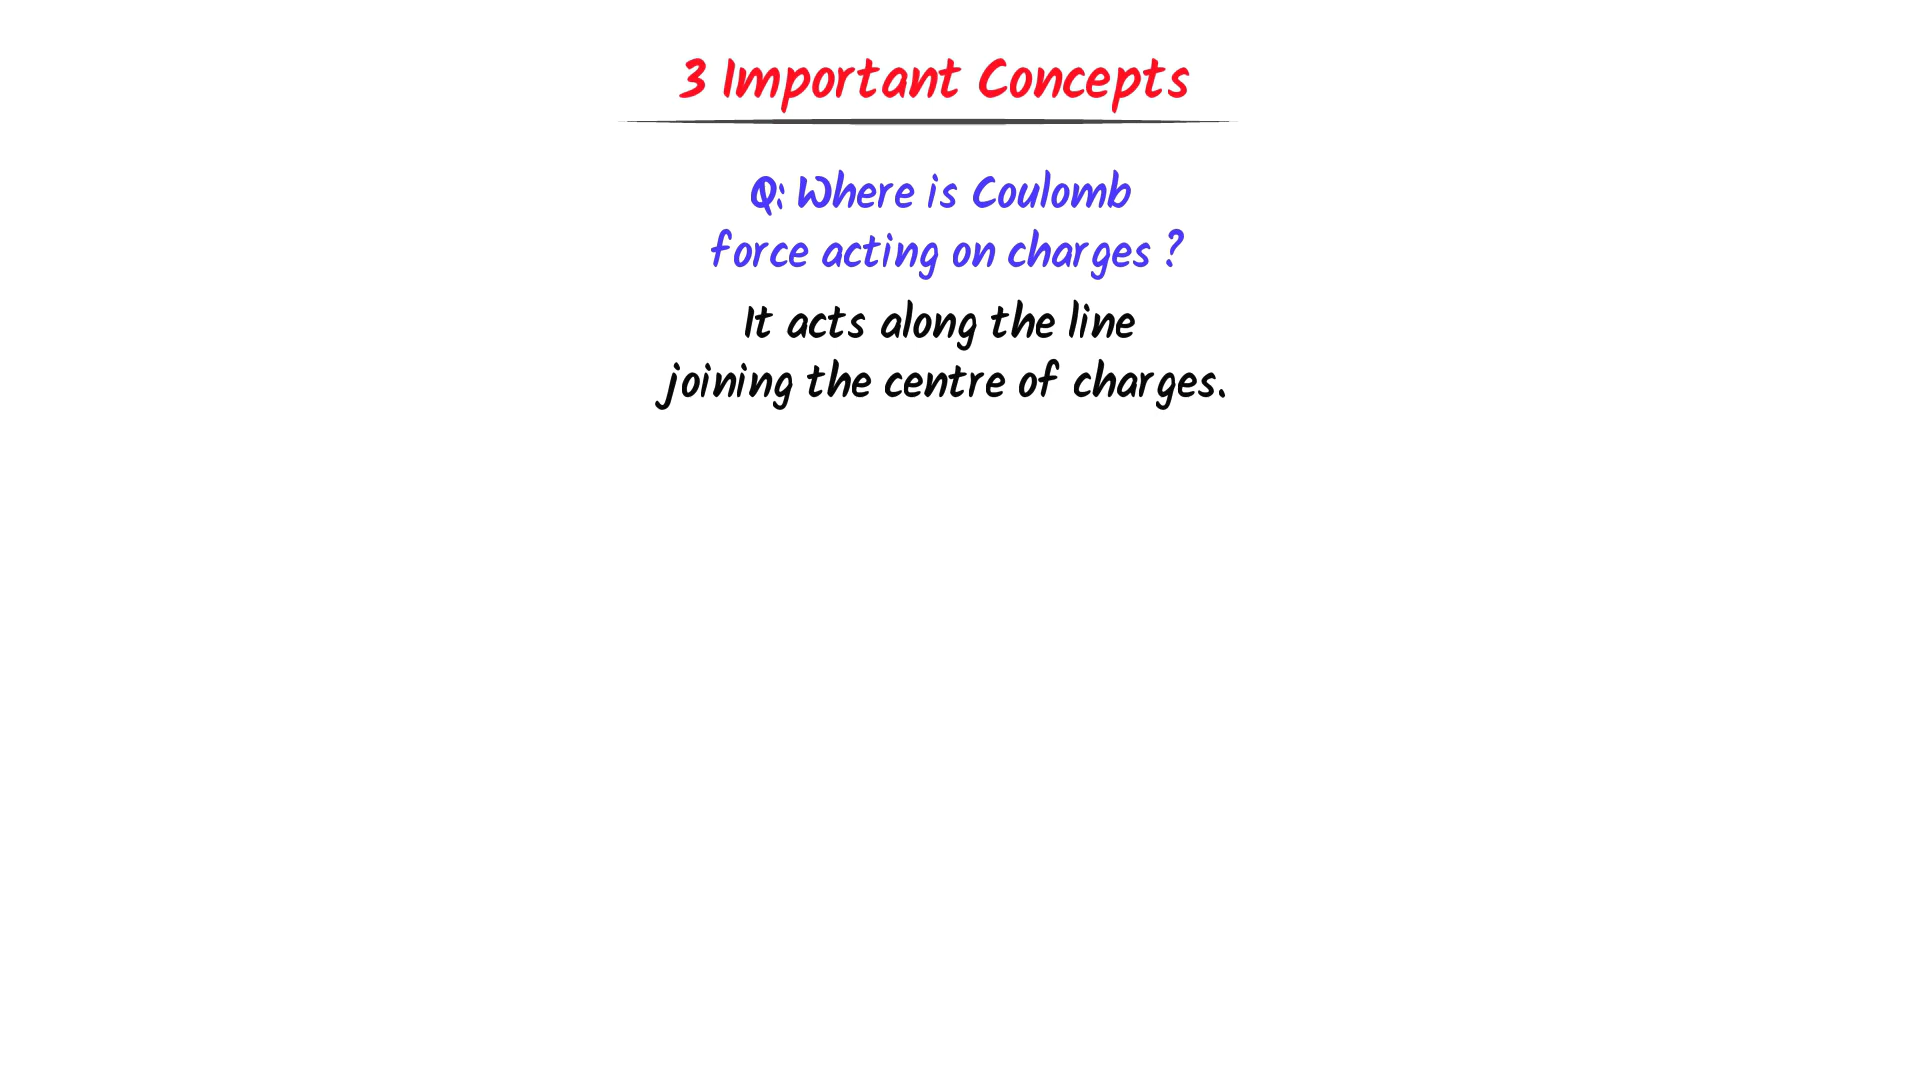 3 Important Concepts
Q: Where is Coulomb
force acting on charges ?
It acts along the line
joining the centre of charges.